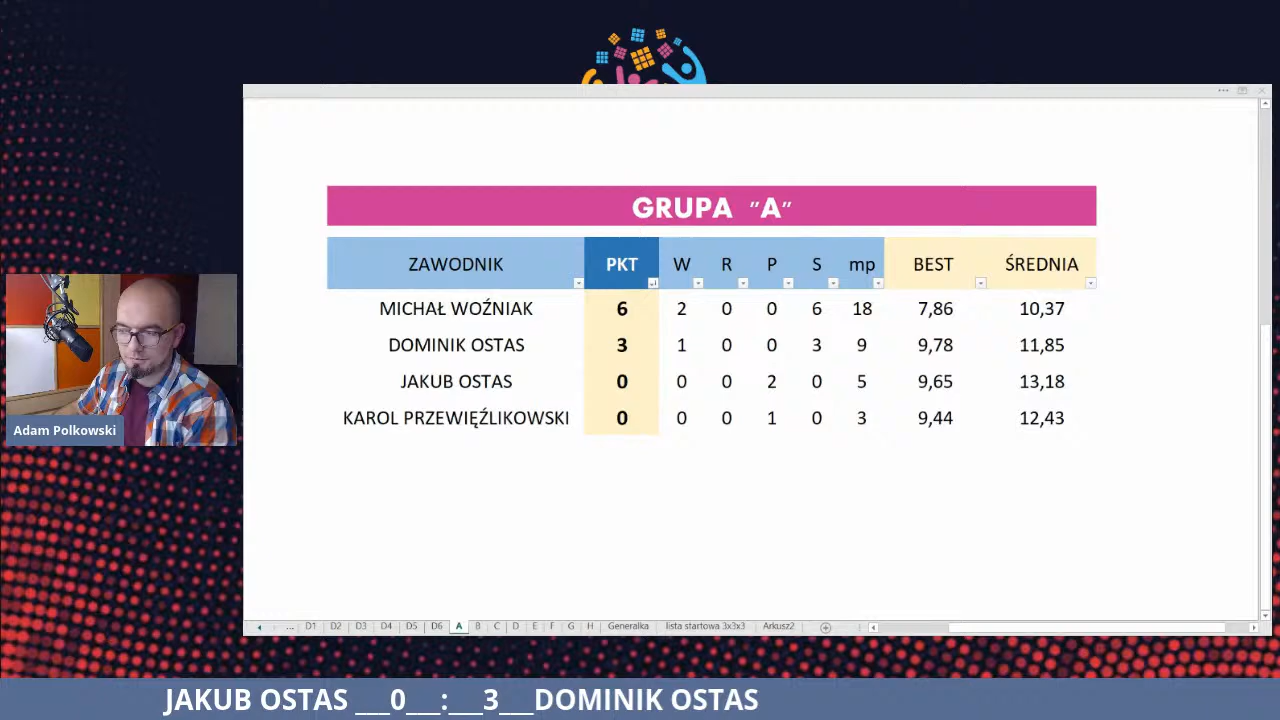 GRUPA "A"
ZAWODNIK PKT W R P S mp BEST ŚREDNIA
MICHAŁ WOŹNIAK 6 2 0 0 6 18 7,86 10,37
DOMINIK OSTAS 3 1 0 0 3 9 9,78 11,85
JAKUB OSTAS 0 0 0 2 0 5 9,65 13,18
KAROL PRZEWIĘŹLIKOWSKI 0 0 0 1 0 3 9,44 12,43
Adam Polkowski
... D1 D2 D3 D4 D5 D6 A B C D E F G H Generalka lista startowa 3x3x3 Arkusz2
JAKUB OSTAS ___0___:___3___DOMINIK OSTAS